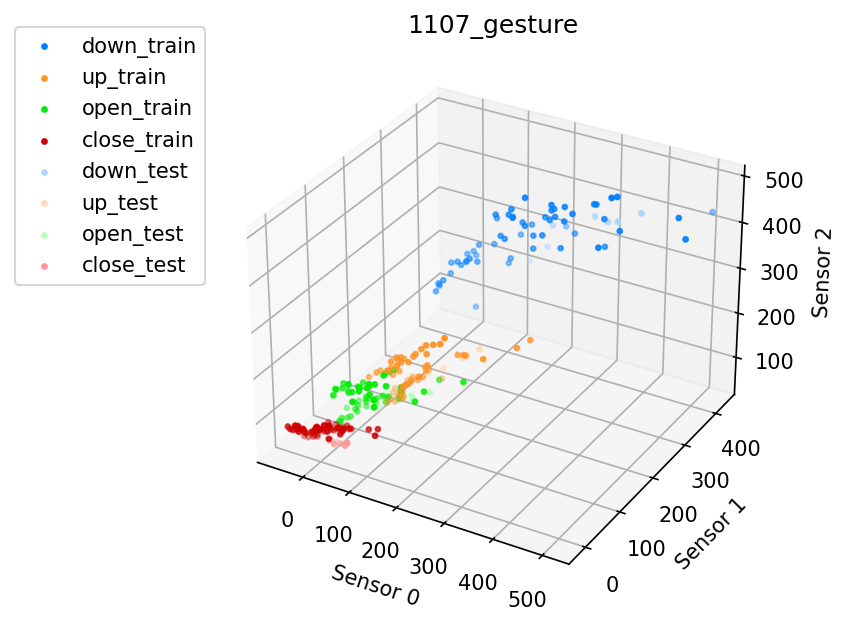 1107_gesture
down_train
up_train
open_train
close_train
down_test
up_test
open_test
close_test
500
400
300
200
100
Sensor 2
400
300
200
100
0
Sensor 1
0
100
200
300
400
500
Sensor 0